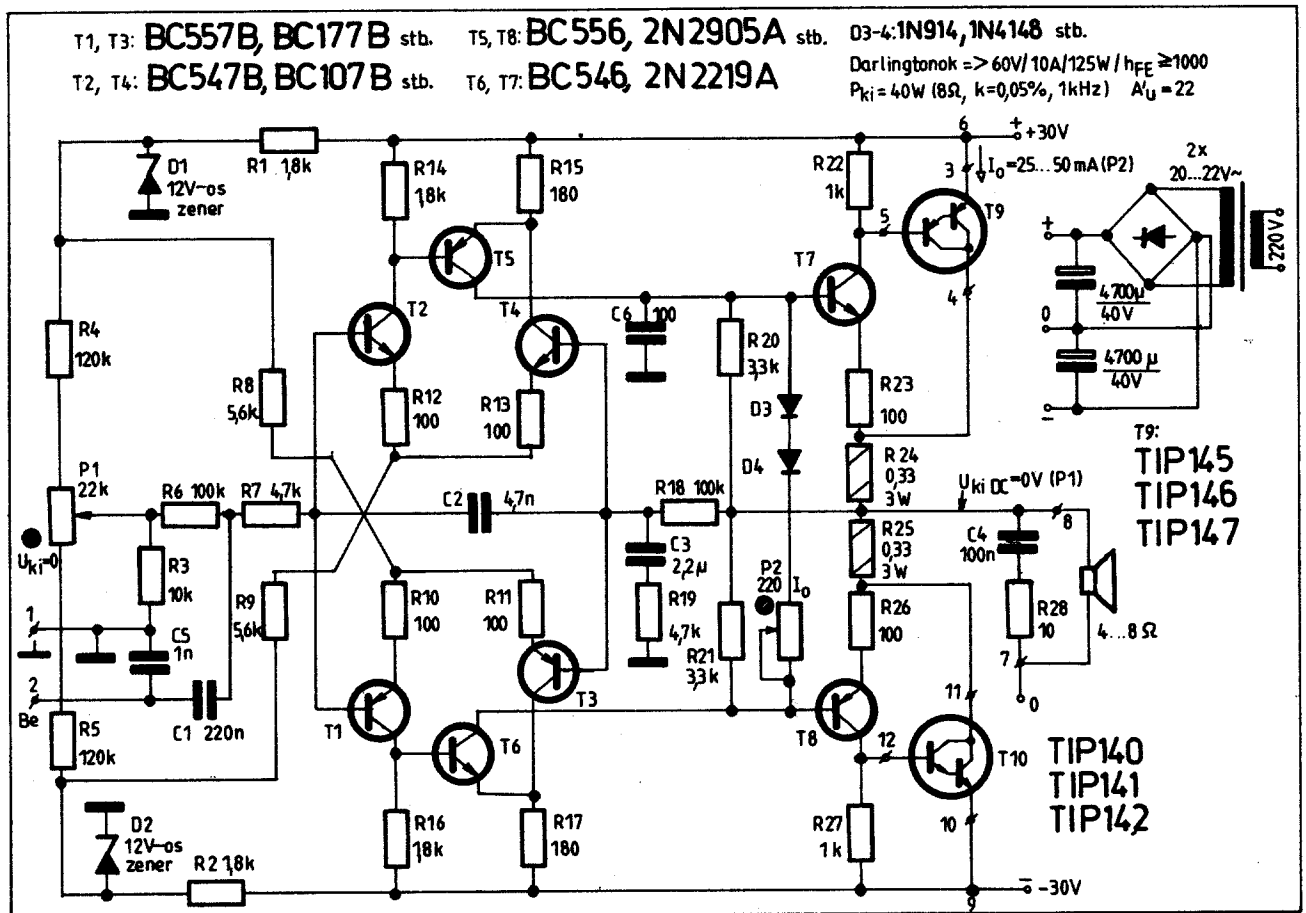 T1, T3: BC557B, BC177B stb. T5, T8: BC556, 2N2905A stb. D3-4: 1N914, 1N4148 stb.
T2, T4: BC547B, BC107B stb. T6, T7: BC546, 2N2219A
Darlingtonok => 60V/10A/125W/hFE ≥1000
Pki = 40W (8Ω, k=0,05%, 1kHz) A'u = 22
D1
12V-os
zener
R1 1,8k
R14
1,8k
R15
180
R22
1k
6
+
+30V
3
I₀=25...50mA (P2)
5
T9
4
2x
20...22V~
220V
+
4700µ
40V
0
4700µ
40V
−
T5
T2
T4
C6
100
T7
R4
120k
R8
5,6k
R12
100
R13
100
R20
3,3k
D3
D4
R23
100
R24
0,33
3W
T9:
TIP145
TIP146
TIP147
P1
22k
Uki=0
R6 100k
R7 4,7k
C2
4,7n
R18 100k
Uki DC=0V (P1)
8
R25
0,33
3W
C4
100n
R3
10k
R9
5,6k
R10
100
R11
100
C3
2,2µ
R19
4,7k
P2
220
I₀
R26
100
R28
10
4...8Ω
1
C5
1n
2
Be
C1 220n
R5
120k
T1
T6
T3
R21
3,3k
T8
12
11
7
0
T10
10
TIP140
TIP141
TIP142
D2
12V-os
zener
R2 1,8k
R16
1,8k
R17
180
R27
1k
−
-30V
9